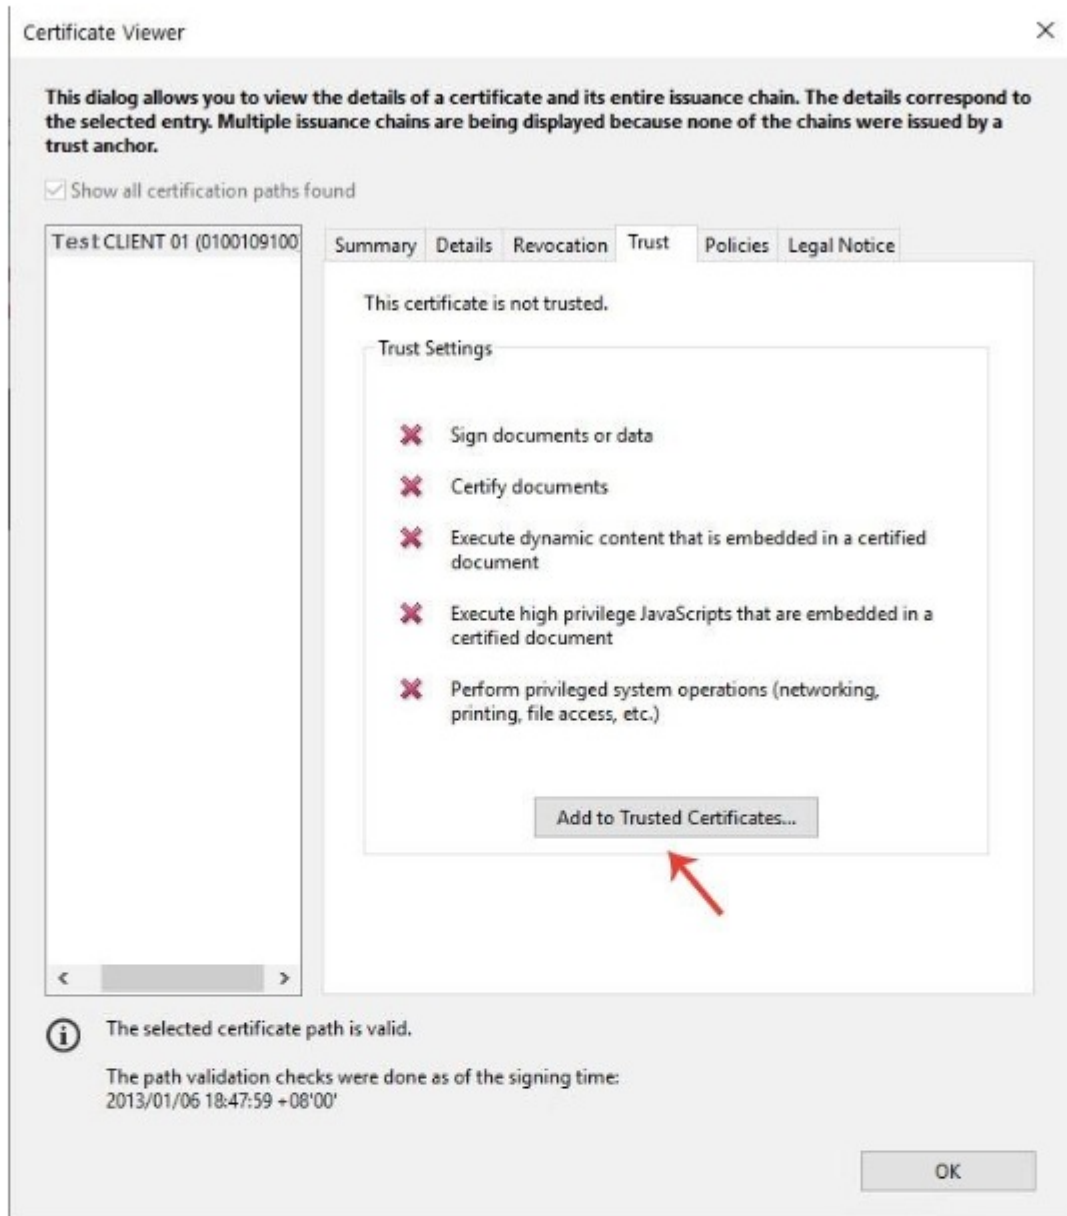 Certificate Viewer
This dialog allows you to view the details of a certificate and its entire issuance chain. The details correspond to
the selected entry. Multiple issuance chains are being displayed because none of the chains were issued by a
trust anchor.
Show all certification paths found
Test CLIENT 01 (0100109100
Summary Details Revocation Trust Policies Legal Notice
This certificate is not trusted.
Trust Settings
Sign documents or data
Certify documents
Execute dynamic content that is embedded in a certified
document
Execute high privilege JavaScripts that are embedded in a
certified document
Perform privileged system operations (networking,
printing, file access, etc.)
Add to Trusted Certificates...
The selected certificate path is valid.
The path validation checks were done as of the signing time:
2013/01/06 18:47:59 +08'00'
OK